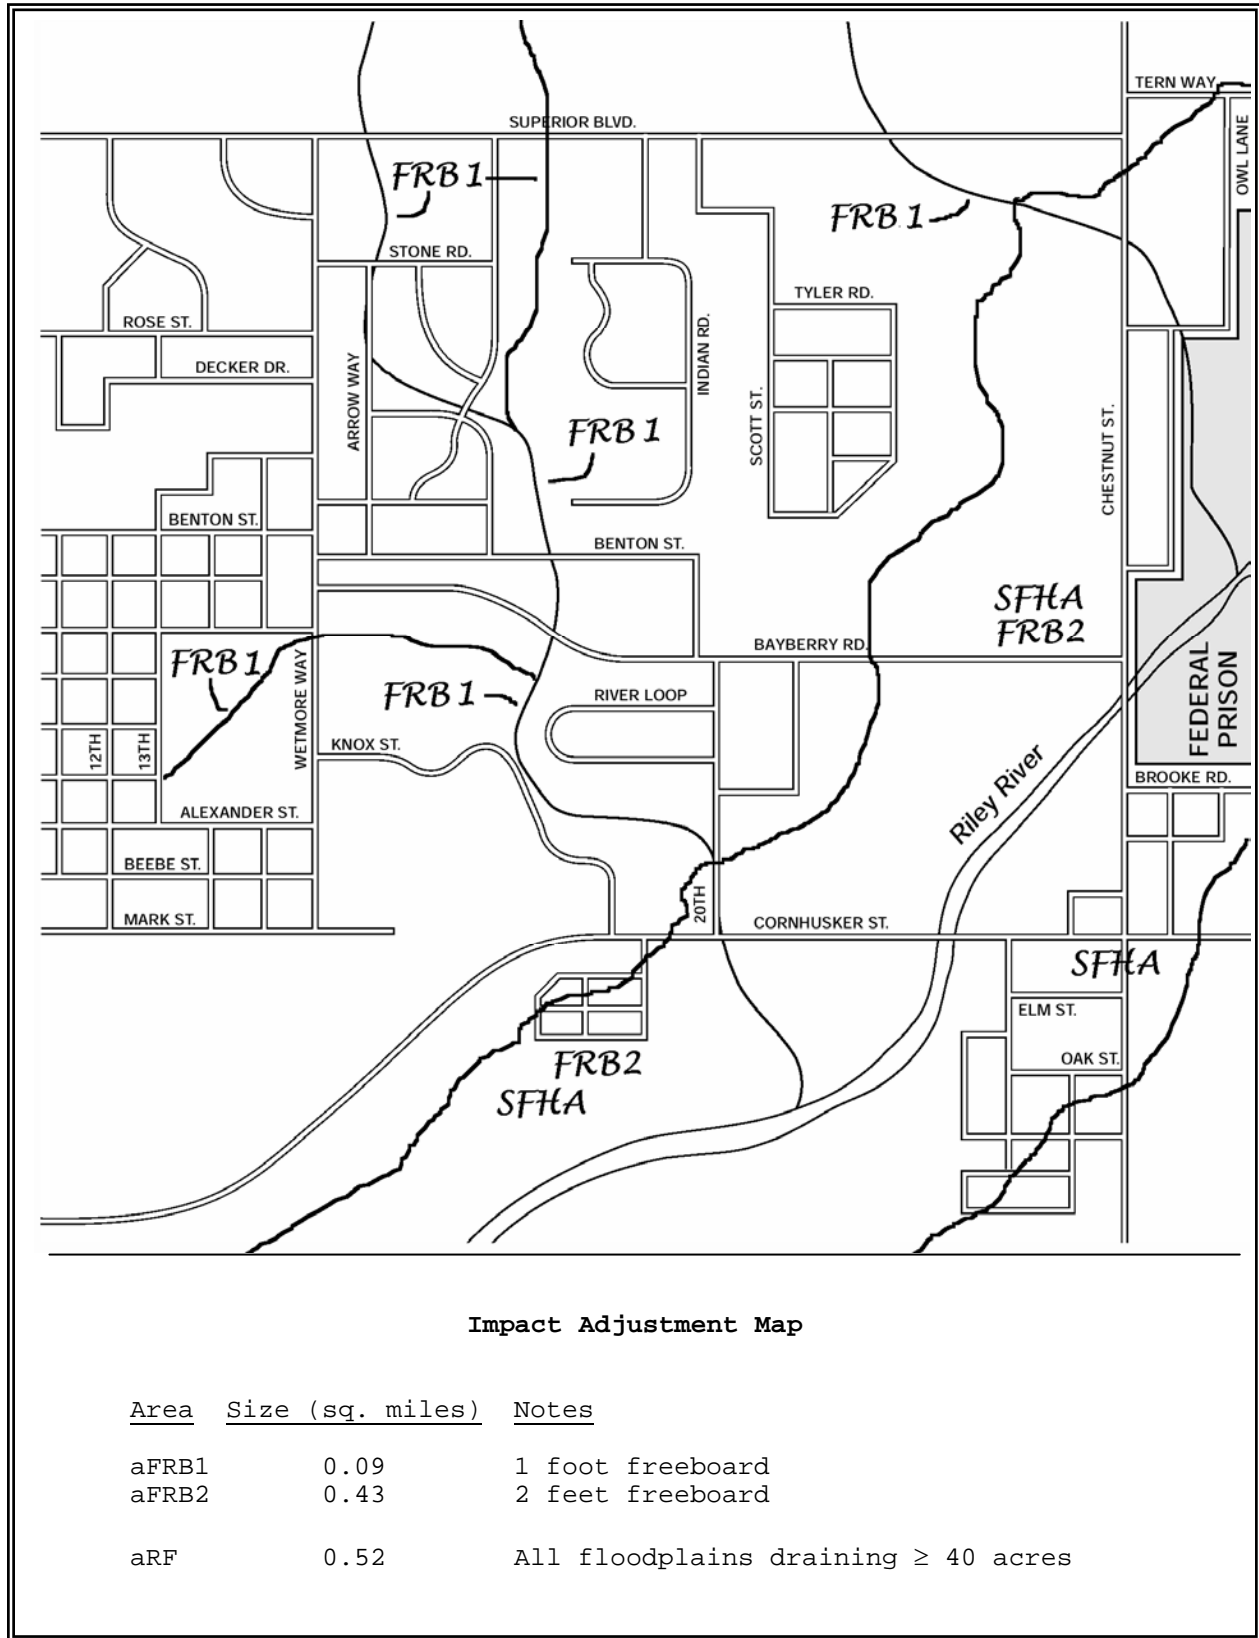 TERN WAY
SUPERIOR BLVD.
OWL LANE
FRB 1
FRB 1
STONE RD.
TYLER RD.
ROSE ST.
DECKER DR.
ARROW WAY
INDIAN RD.
SCOTT ST.
CHESTNUT ST.
FRB 1
BENTON ST.
BENTON ST.
SFHA
FRB2
BAYBERRY RD.
FRB 1
WETMORE WAY
FRB 1
RIVER LOOP
FEDERAL
PRISON
12TH
13TH
KNOX ST.
Riley River
BROOKE RD.
ALEXANDER ST.
BEEBE ST.
20TH
MARK ST.
CORNHUSKER ST.
SFHA
ELM ST.
OAK ST.
FRB2
SFHA
Impact Adjustment Map
Area Size (sq. miles) Notes
aFRB1 0.09 1 foot freeboard
aFRB2 0.43 2 feet freeboard
aRF 0.52 All floodplains draining ≥ 40 acres